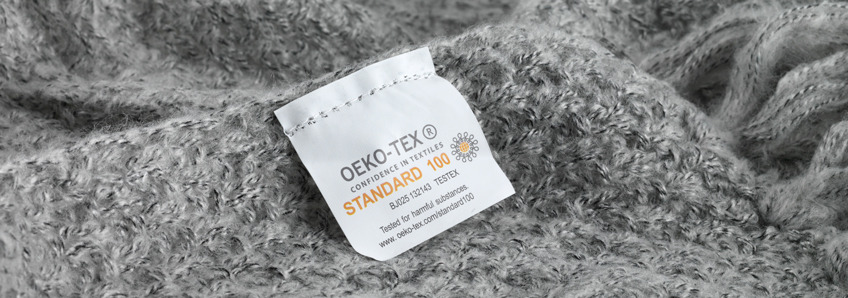 OEKO-TEX®
CONFIDENCE IN TEXTILES
STANDARD 100
BJ025 132143 TESTEX
Tested for harmful substances.
www.oeko-tex.com/standard100